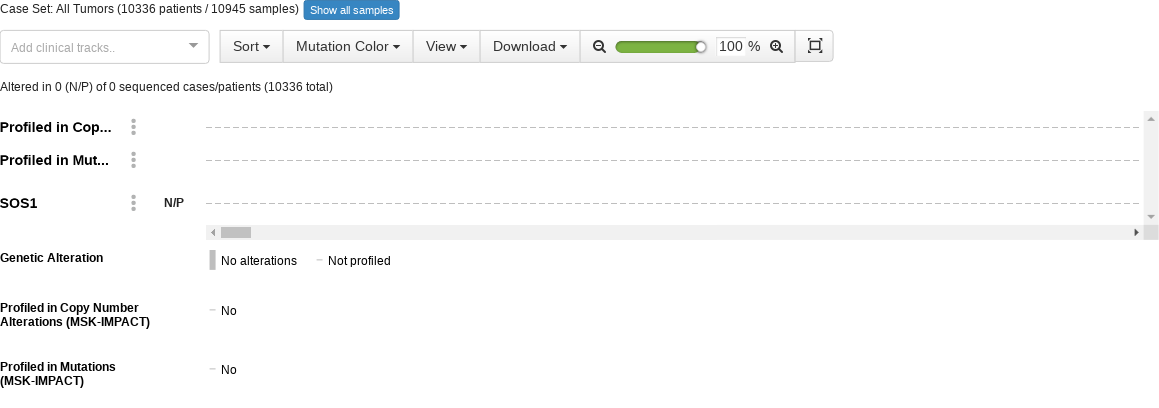 Case Set: All Tumors (10336 patients / 10945 samples) Show all samples
Add clinical tracks.. Sort Mutation Color View Download 100 %
Altered in 0 (N/P) of 0 sequenced cases/patients (10336 total)
Profiled in Cop...
Profiled in Mut...
SOS1 N/P
Genetic Alteration No alterations Not profiled
Profiled in Copy Number No
Alterations (MSK-IMPACT)
Profiled in Mutations No
(MSK-IMPACT)